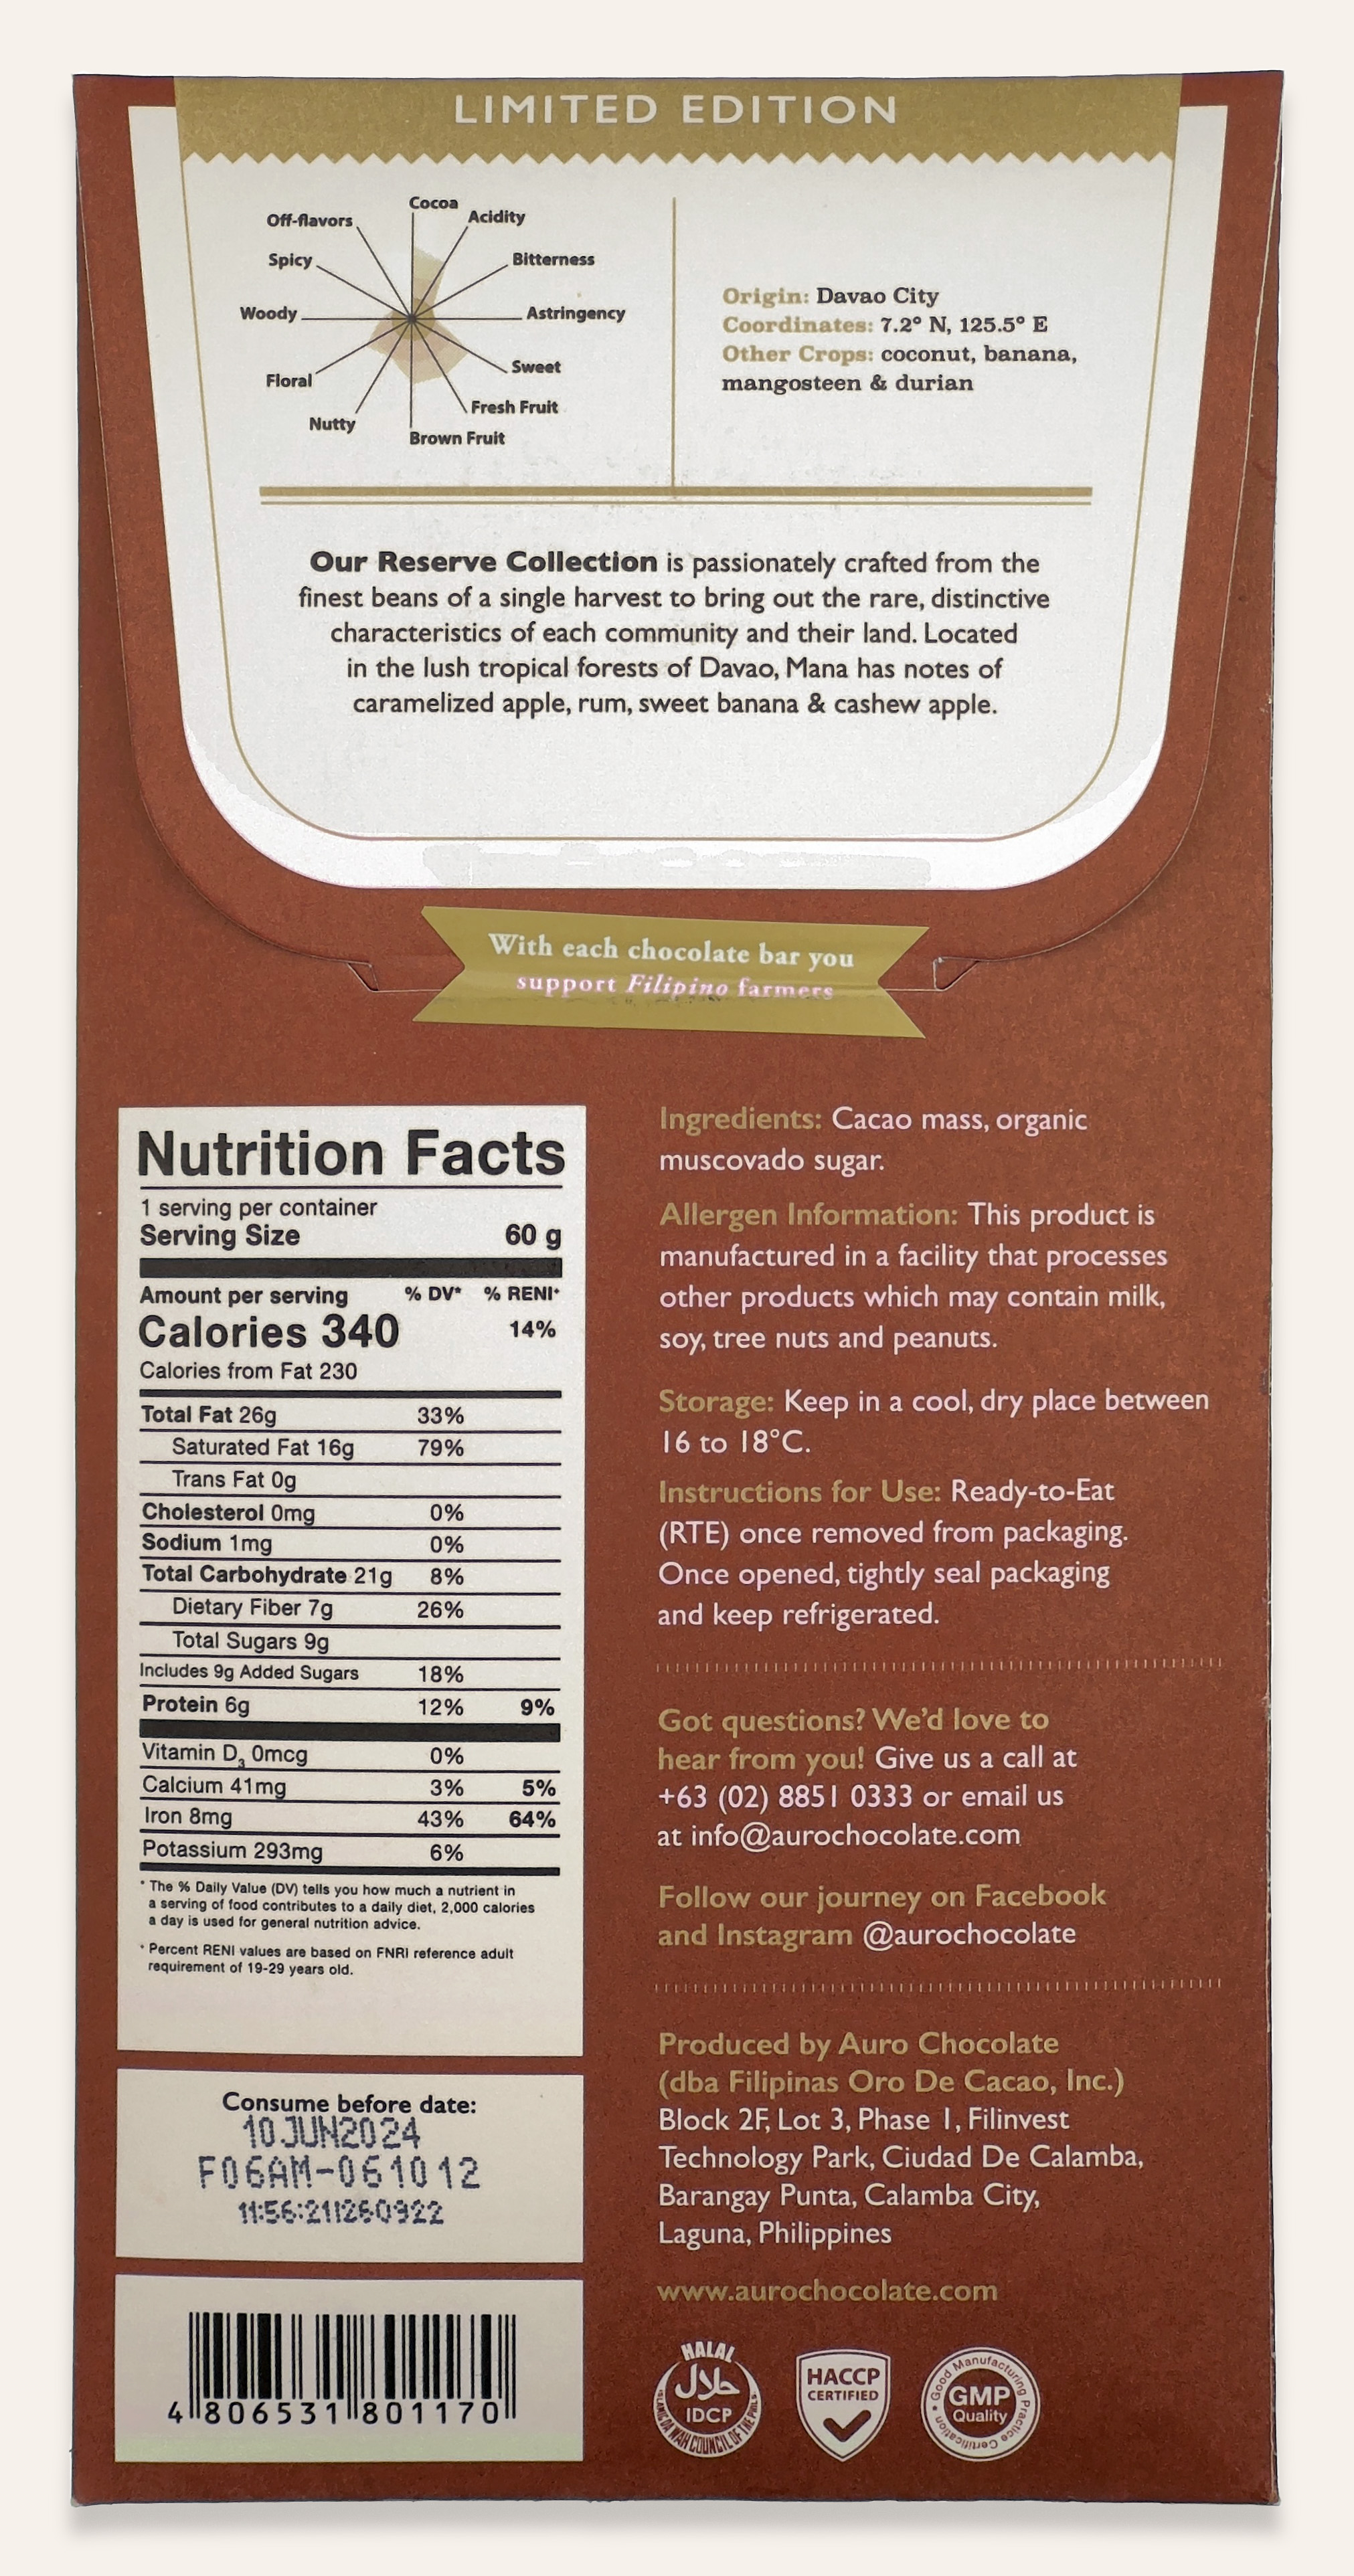 LIMITED EDITION
Cocoa
Acidity
Bitterness
Astringency
Sweet
Fresh Fruit
Brown Fruit
Nutty
Floral
Woody
Spicy
Off-flavors
Origin: Davao City
Coordinates: 7.2° N, 125.5° E
Other Crops: coconut, banana,
mangosteen & durian
Our Reserve Collection is passionately crafted from the
finest beans of a single harvest to bring out the rare, distinctive
characteristics of each community and their land. Located
in the lush tropical forests of Davao, Mana has notes of
caramelized apple, rum, sweet banana & cashew apple.
With each chocolate bar you
support Filipino farmers
Nutrition Facts
1 serving per container
Serving Size 60 g
Amount per serving % DV* % RENI⁺
Calories 340 14%
Calories from Fat 230
Total Fat 26g 33%
Saturated Fat 16g 79%
Trans Fat 0g
Cholesterol 0mg 0%
Sodium 1mg 0%
Total Carbohydrate 21g 8%
Dietary Fiber 7g 26%
Total Sugars 9g
Includes 9g Added Sugars 18%
Protein 6g 12% 9%
Vitamin D₃ 0mcg 0%
Calcium 41mg 3% 5%
Iron 8mg 43% 64%
Potassium 293mg 6%
* The % Daily Value (DV) tells you how much a nutrient in
a serving of food contributes to a daily diet, 2,000 calories
a day is used for general nutrition advice.
⁺ Percent RENI values are based on FNRI reference adult
requirement of 19-29 years old.
Consume before date:
10JUN2024
F06AM-061012
11:56:211260922
4 806531 801170
Ingredients: Cacao mass, organic
muscovado sugar.
Allergen Information: This product is
manufactured in a facility that processes
other products which may contain milk,
soy, tree nuts and peanuts.
Storage: Keep in a cool, dry place between
16 to 18°C.
Instructions for Use: Ready-to-Eat
(RTE) once removed from packaging.
Once opened, tightly seal packaging
and keep refrigerated.
Got questions? We'd love to
hear from you! Give us a call at
+63 (02) 8851 0333 or email us
at info@aurochocolate.com
Follow our journey on Facebook
and Instagram @aurochocolate
Produced by Auro Chocolate
(dba Filipinas Oro De Cacao, Inc.)
Block 2F, Lot 3, Phase 1, Filinvest
Technology Park, Ciudad De Calamba,
Barangay Punta, Calamba City,
Laguna, Philippines
www.aurochocolate.com
HALAL
حلال
IDCP
ISLAMIC DA'WAH COUNCIL OF THE PHILS
HACCP
CERTIFIED
Good Manufacturing Practice Certification
GMP
Quality